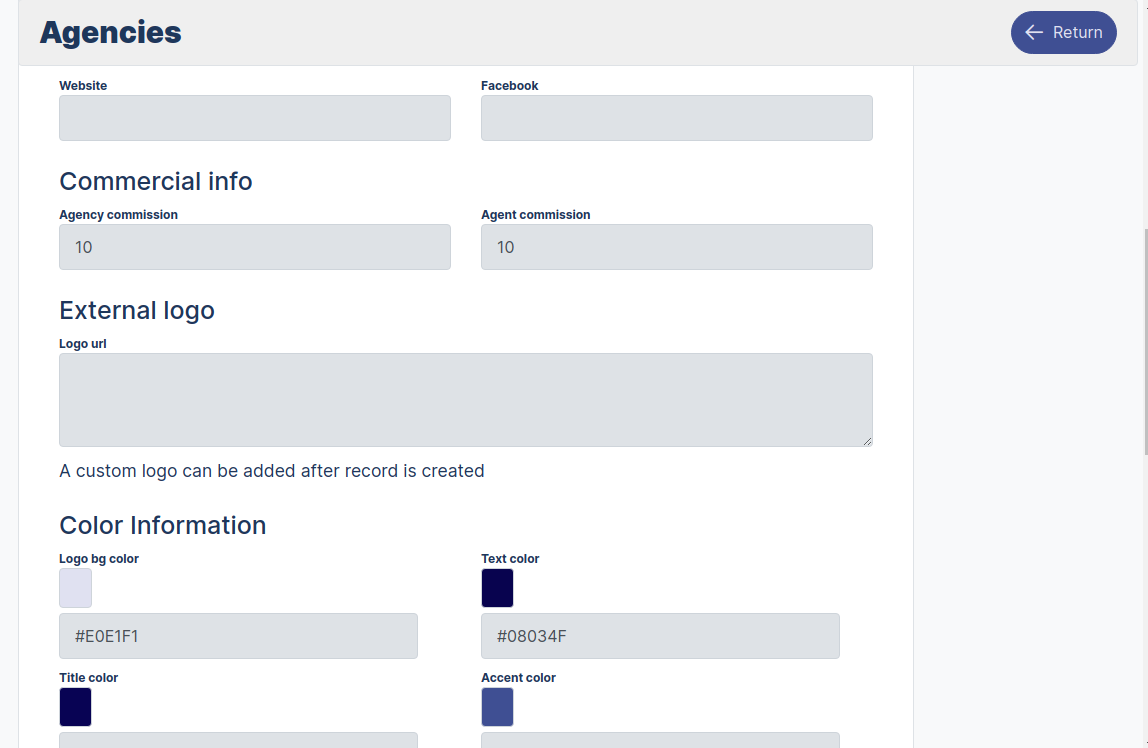 Agencies
Return
Website
Facebook
Commercial info
Agency commission
Agent commission
10
10
External logo
Logo url
A custom logo can be added after record is created
Color Information
Logo bg color
Text color
#E0E1F1
#08034F
Title color
Accent color